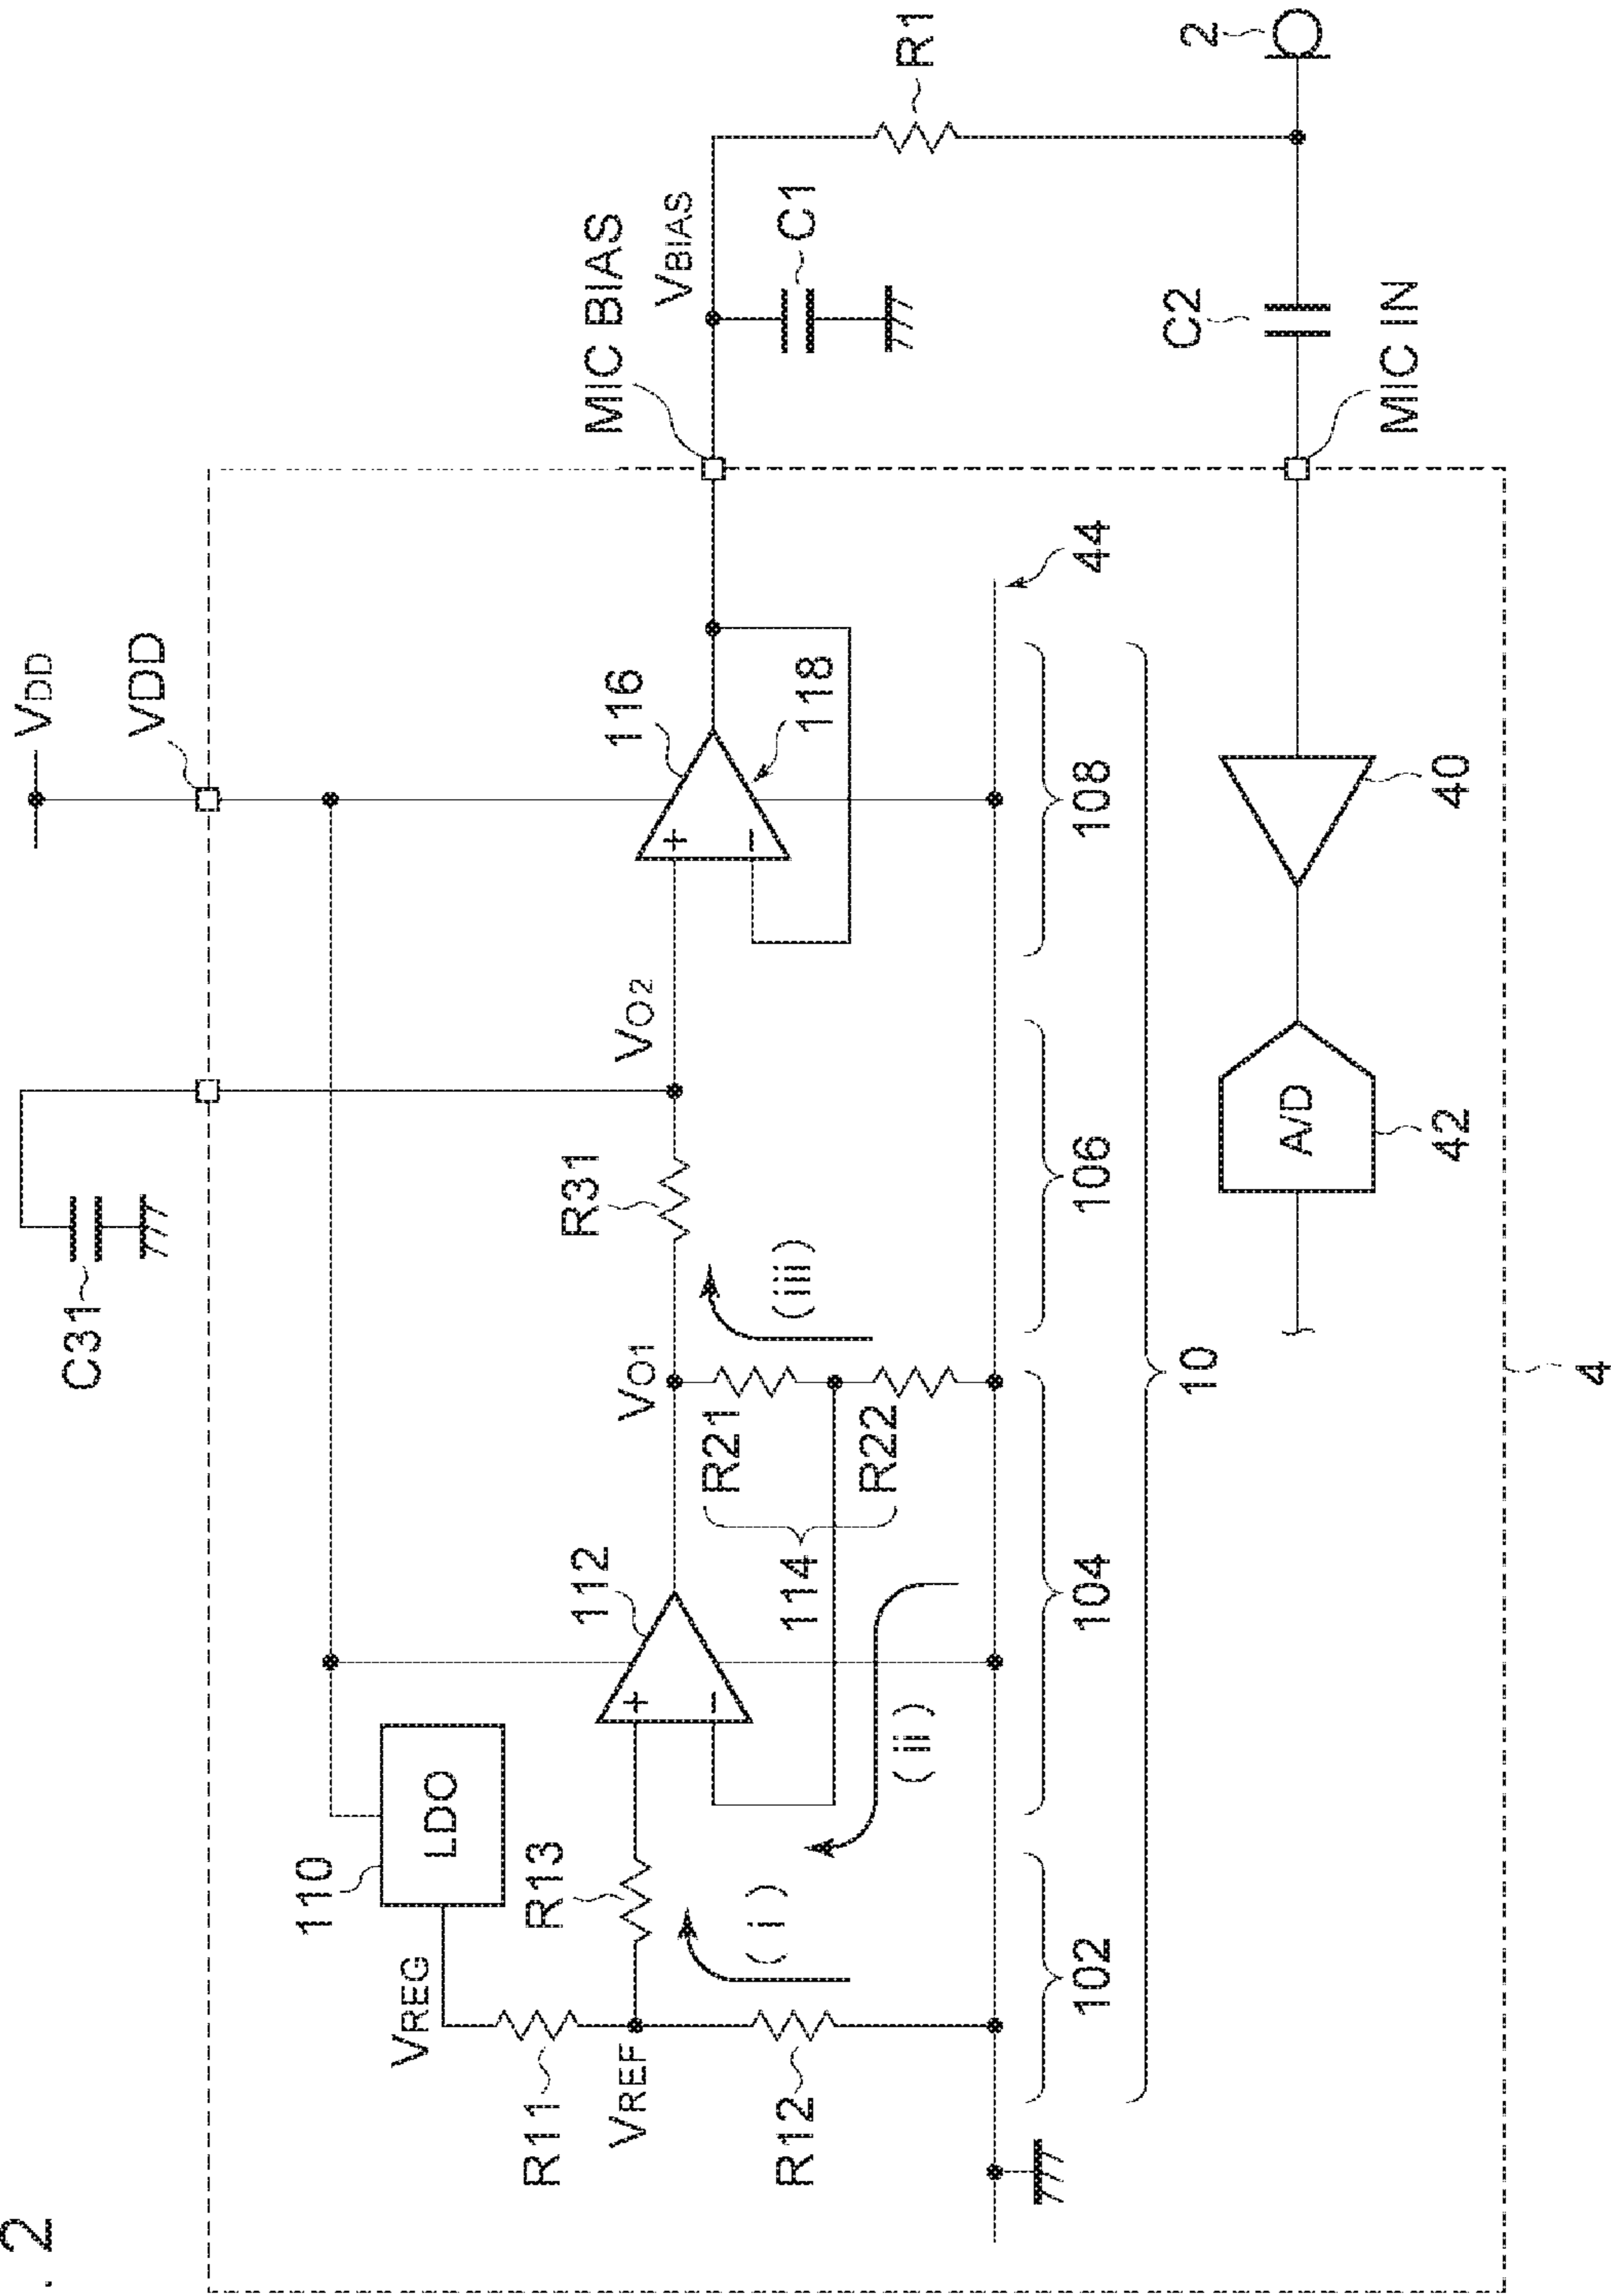 . 2
VDD
VDD
C31
110
LDO
VREG
R11
VREF
R12
R13
( i )
( ii )
112
+
−
VO1
R21
R22
114
( iii )
R31
VO2
116
+
−
118
MIC BIAS
VBIAS
C1
R1
2
C2
MIC IN
44
102
104
106
108
10
40
A/D
42
4